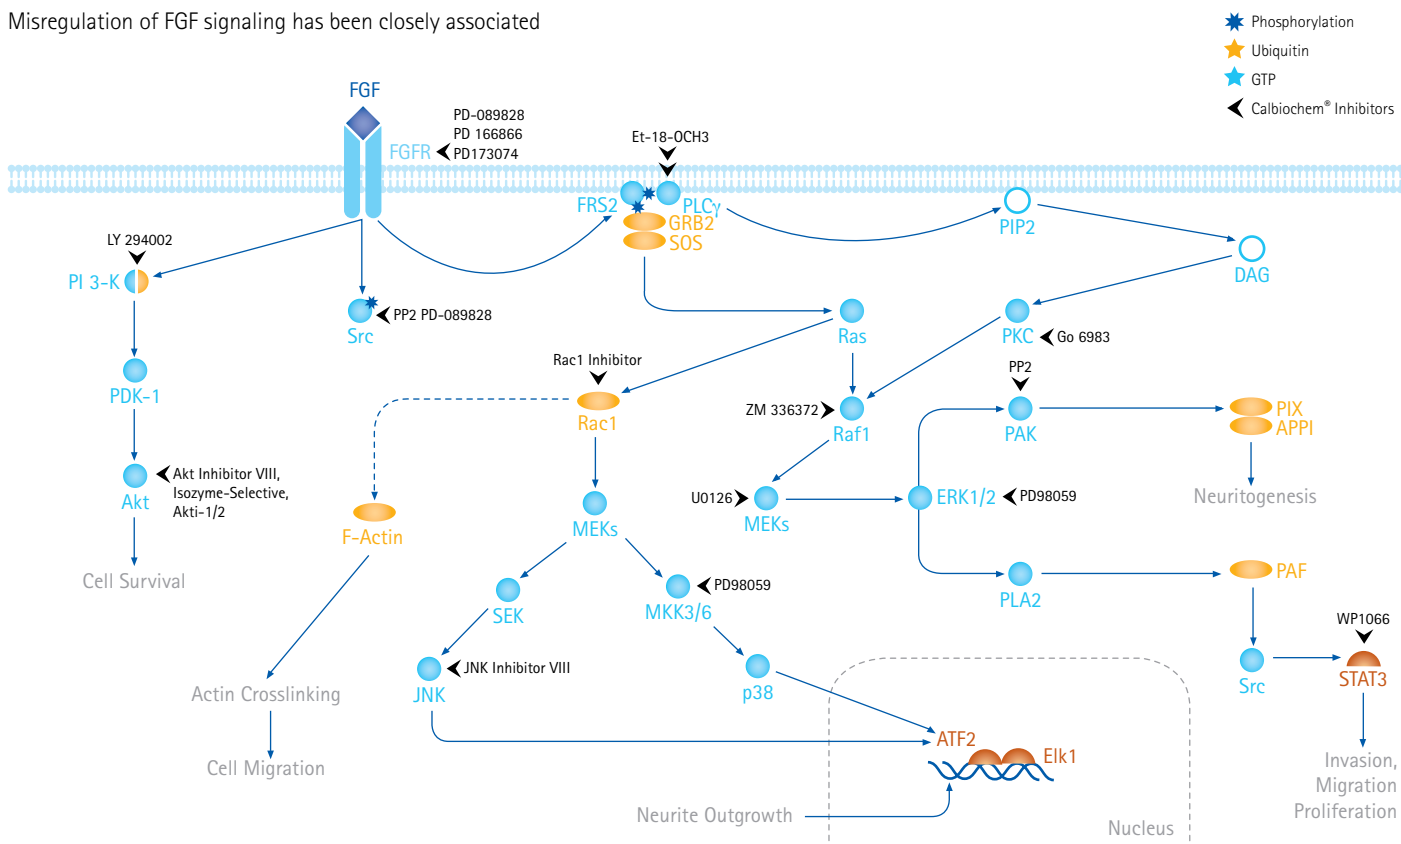 Misregulation of FGF signaling has been closely associated
Phosphorylation
Ubiquitin
GTP
Calbiochem® Inhibitors
FGF
FGFR
PD-089828
PD 166866
PD173074
Et-18-OCH3
FRS2
PLCγ
GRB2
SOS
PIP2
DAG
LY 294002
PI 3-K
Src
PP2 PD-089828
Ras
PKC
Go 6983
PDK-1
Rac1 Inhibitor
Rac1
ZM 336372
Raf1
PP2
PAK
PIX
APPI
Neuritogenesis
Akt
Akt Inhibitor VIII,
Isozyme-Selective,
Akti-1/2
Cell Survival
F-Actin
MEKs
U0126
MEKs
ERK1/2
PD98059
SEK
MKK3/6
PD98059
PLA2
PAF
WP1066
Src
STAT3
JNK
JNK Inhibitor VIII
p38
Actin Crosslinking
Cell Migration
ATF2
Elk1
Neurite Outgrowth
Nucleus
Invasion,
Migration
Proliferation